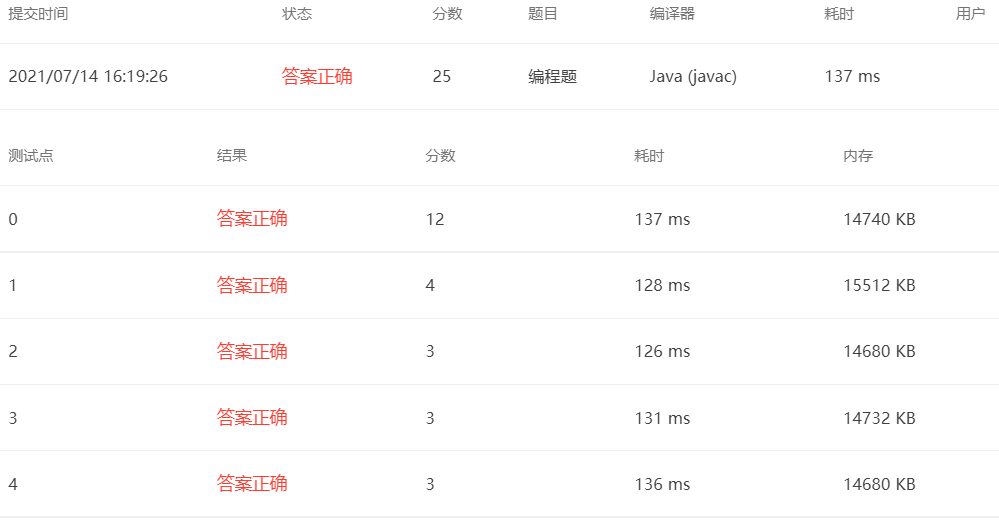 提交时间 状态 分数 题目 编译器 耗时 用户
2021/07/14 16:19:26 答案正确 25 编程题 Java (javac) 137 ms
测试点 结果 分数 耗时 内存
0 答案正确 12 137 ms 14740 KB
1 答案正确 4 128 ms 15512 KB
2 答案正确 3 126 ms 14680 KB
3 答案正确 3 131 ms 14732 KB
4 答案正确 3 136 ms 14680 KB